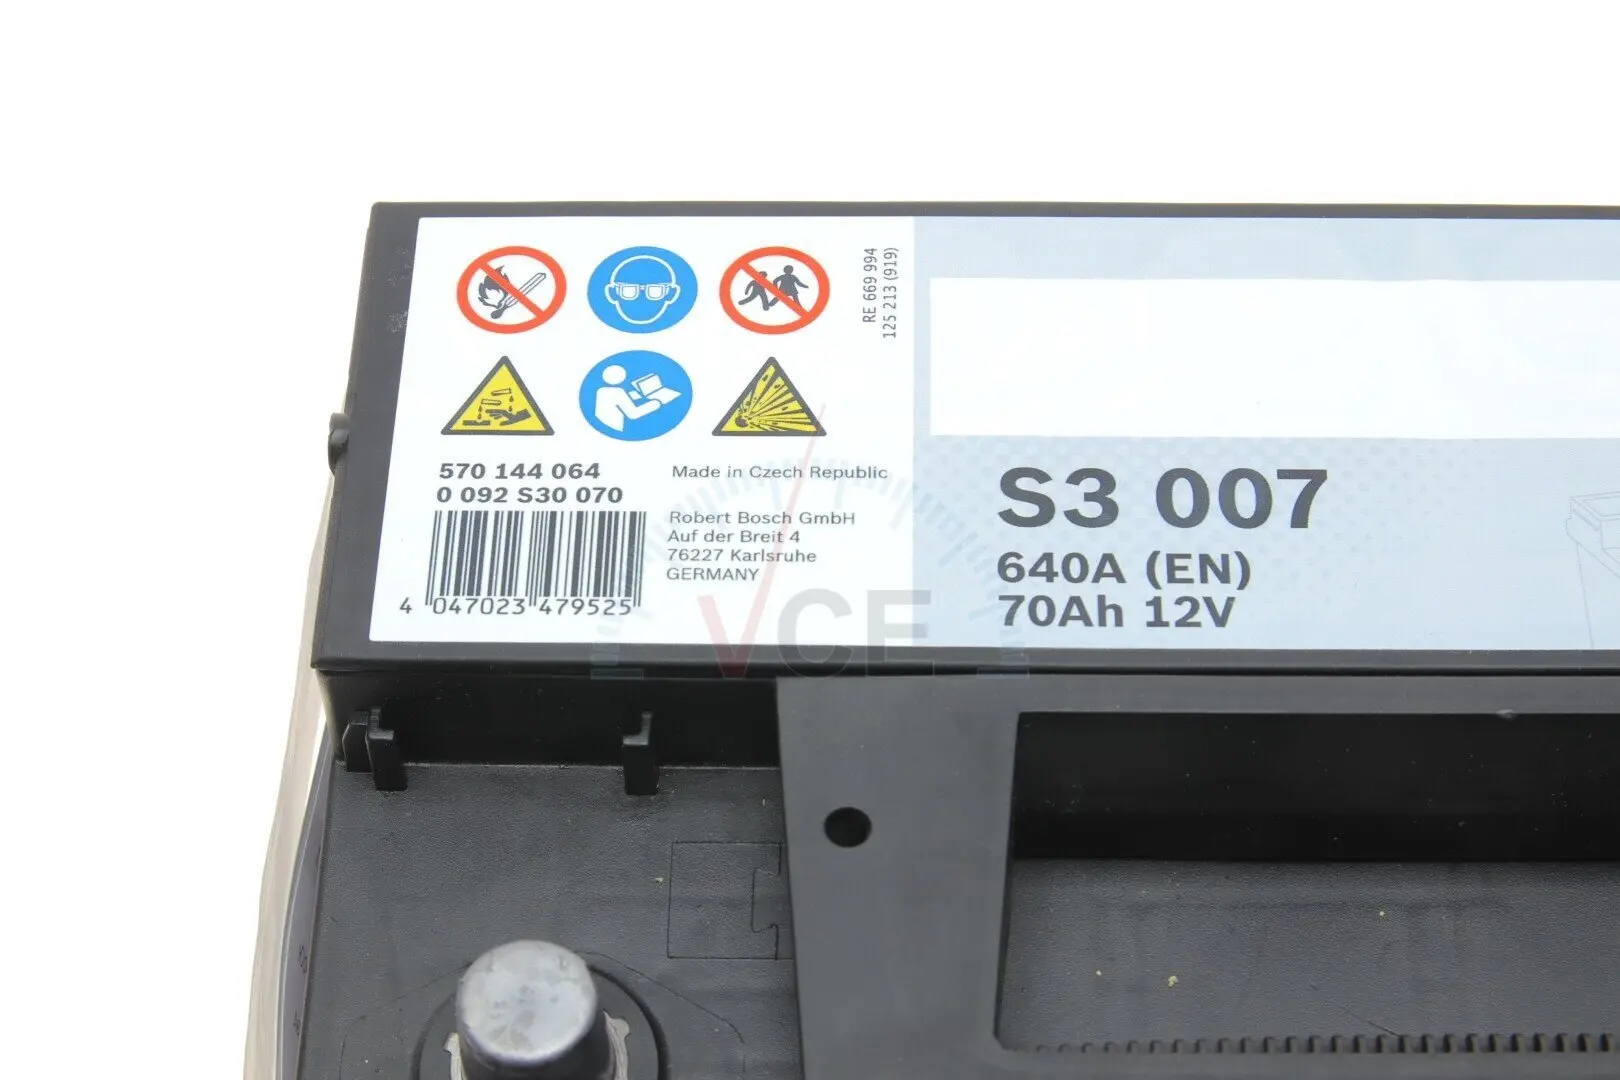 RE 669 994
125 213 (919)
570 144 064
0 092 S30 070
4 047023 479525
Made in Czech Republic
Robert Bosch GmbH
Auf der Breit 4
76227 Karlsruhe
GERMANY
S3 007
640A (EN)
70Ah 12V
VCE